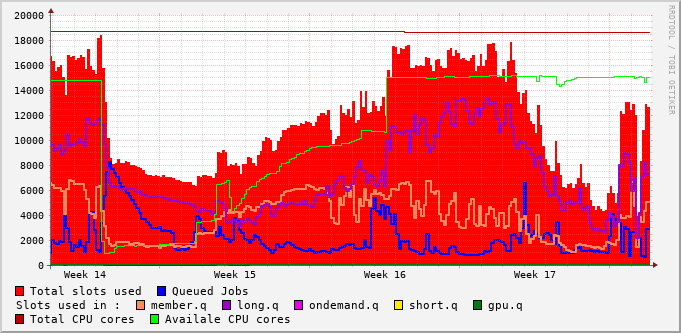 20000
18000
16000
14000
12000
10000
8000
6000
4000
2000
0
Week 14 Week 15 Week 16 Week 17
RRDTOOL / TOBI OETIKER
Total slots used Queued Jobs
Slots used in : member.q long.q ondemand.q short.q gpu.q
Total CPU cores Availale CPU cores